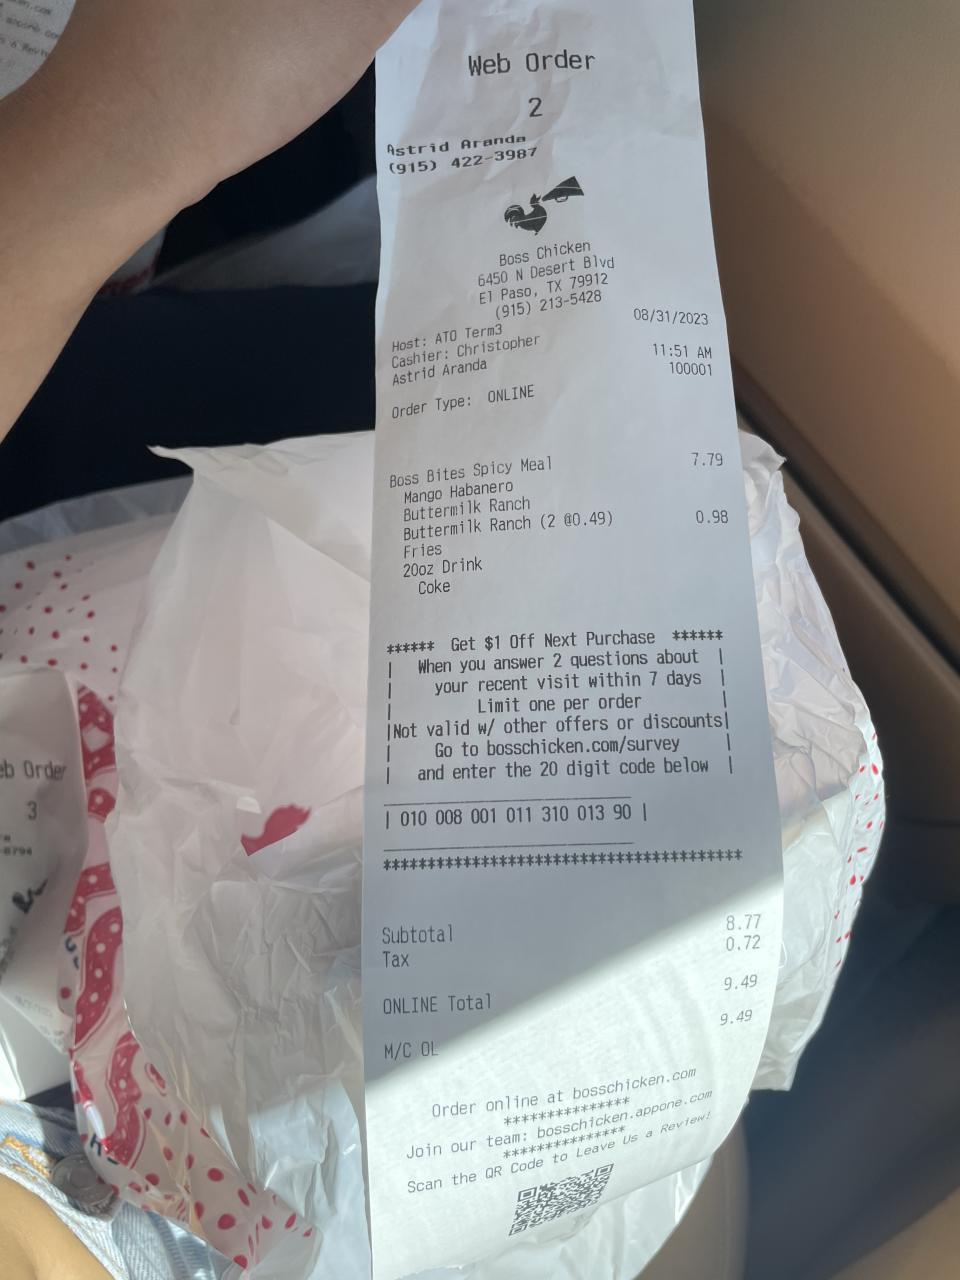 Web Order
2
Astrid Aranda
(915) 422-3987
Boss Chicken
6450 N Desert Blvd
El Paso, TX 79912
(915) 213-5428
Host: ATO Term3
08/31/2023
Cashier: Christopher
Astrid Aranda
11:51 AM
100001
Order Type: ONLINE
Boss Bites Spicy Meal 7.79
Mango Habanero
Buttermilk Ranch
Buttermilk Ranch (2 @0.49) 0.98
Fries
20oz Drink
Coke
****** Get $1 Off Next Purchase ******
| When you answer 2 questions about |
| your recent visit within 7 days |
| Limit one per order |
|Not valid w/ other offers or discounts|
| Go to bosschicken.com/survey |
| and enter the 20 digit code below |
| 010 008 001 011 310 013 90 |
****************************************
Subtotal 8.77
Tax 0.72
ONLINE Total 9.49
M/C OL 9.49
Order online at bosschicken.com
***************
Join our team: bosschicken.appone.com
***************
Scan the QR Code to Leave Us a Review!
eb Order
3